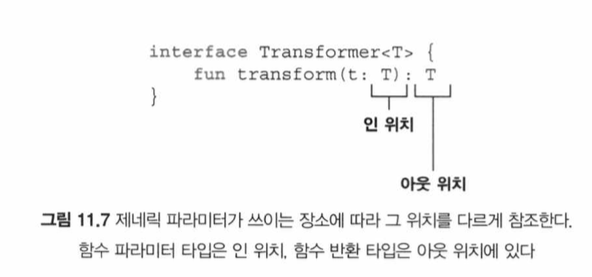 interface Transformer<T> {
    fun transform(t: T): T
}
인 위치
아웃 위치
그림 11.7 제네릭 파라미터가 쓰이는 장소에 따라 그 위치를 다르게 참조한다.
함수 파라미터 타입은 인 위치, 함수 반환 타입은 아웃 위치에 있다